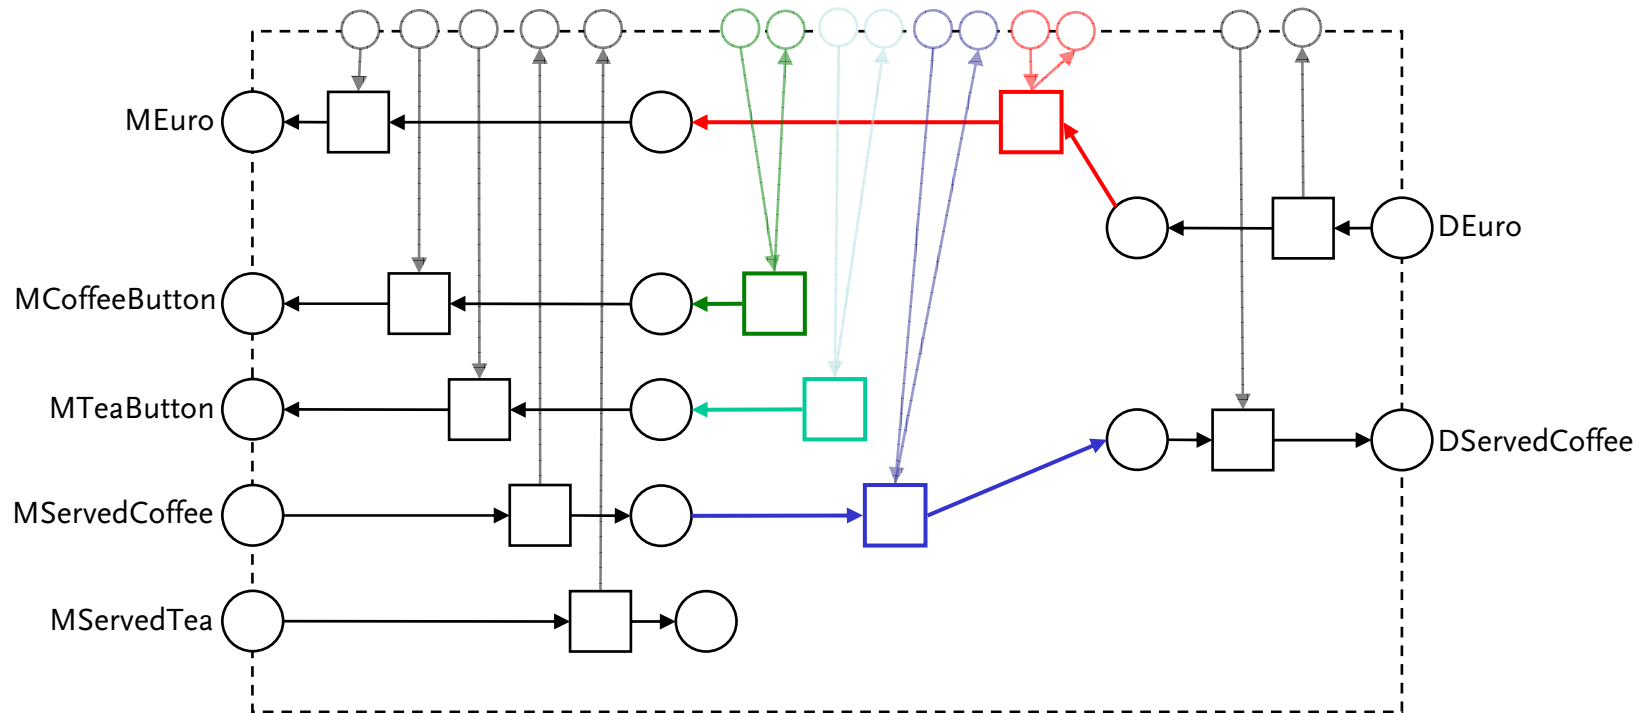 MEuro
DEuro
MCoffeeButton
MTeaButton
DServedCoffee
MServedCoffee
MServedTea